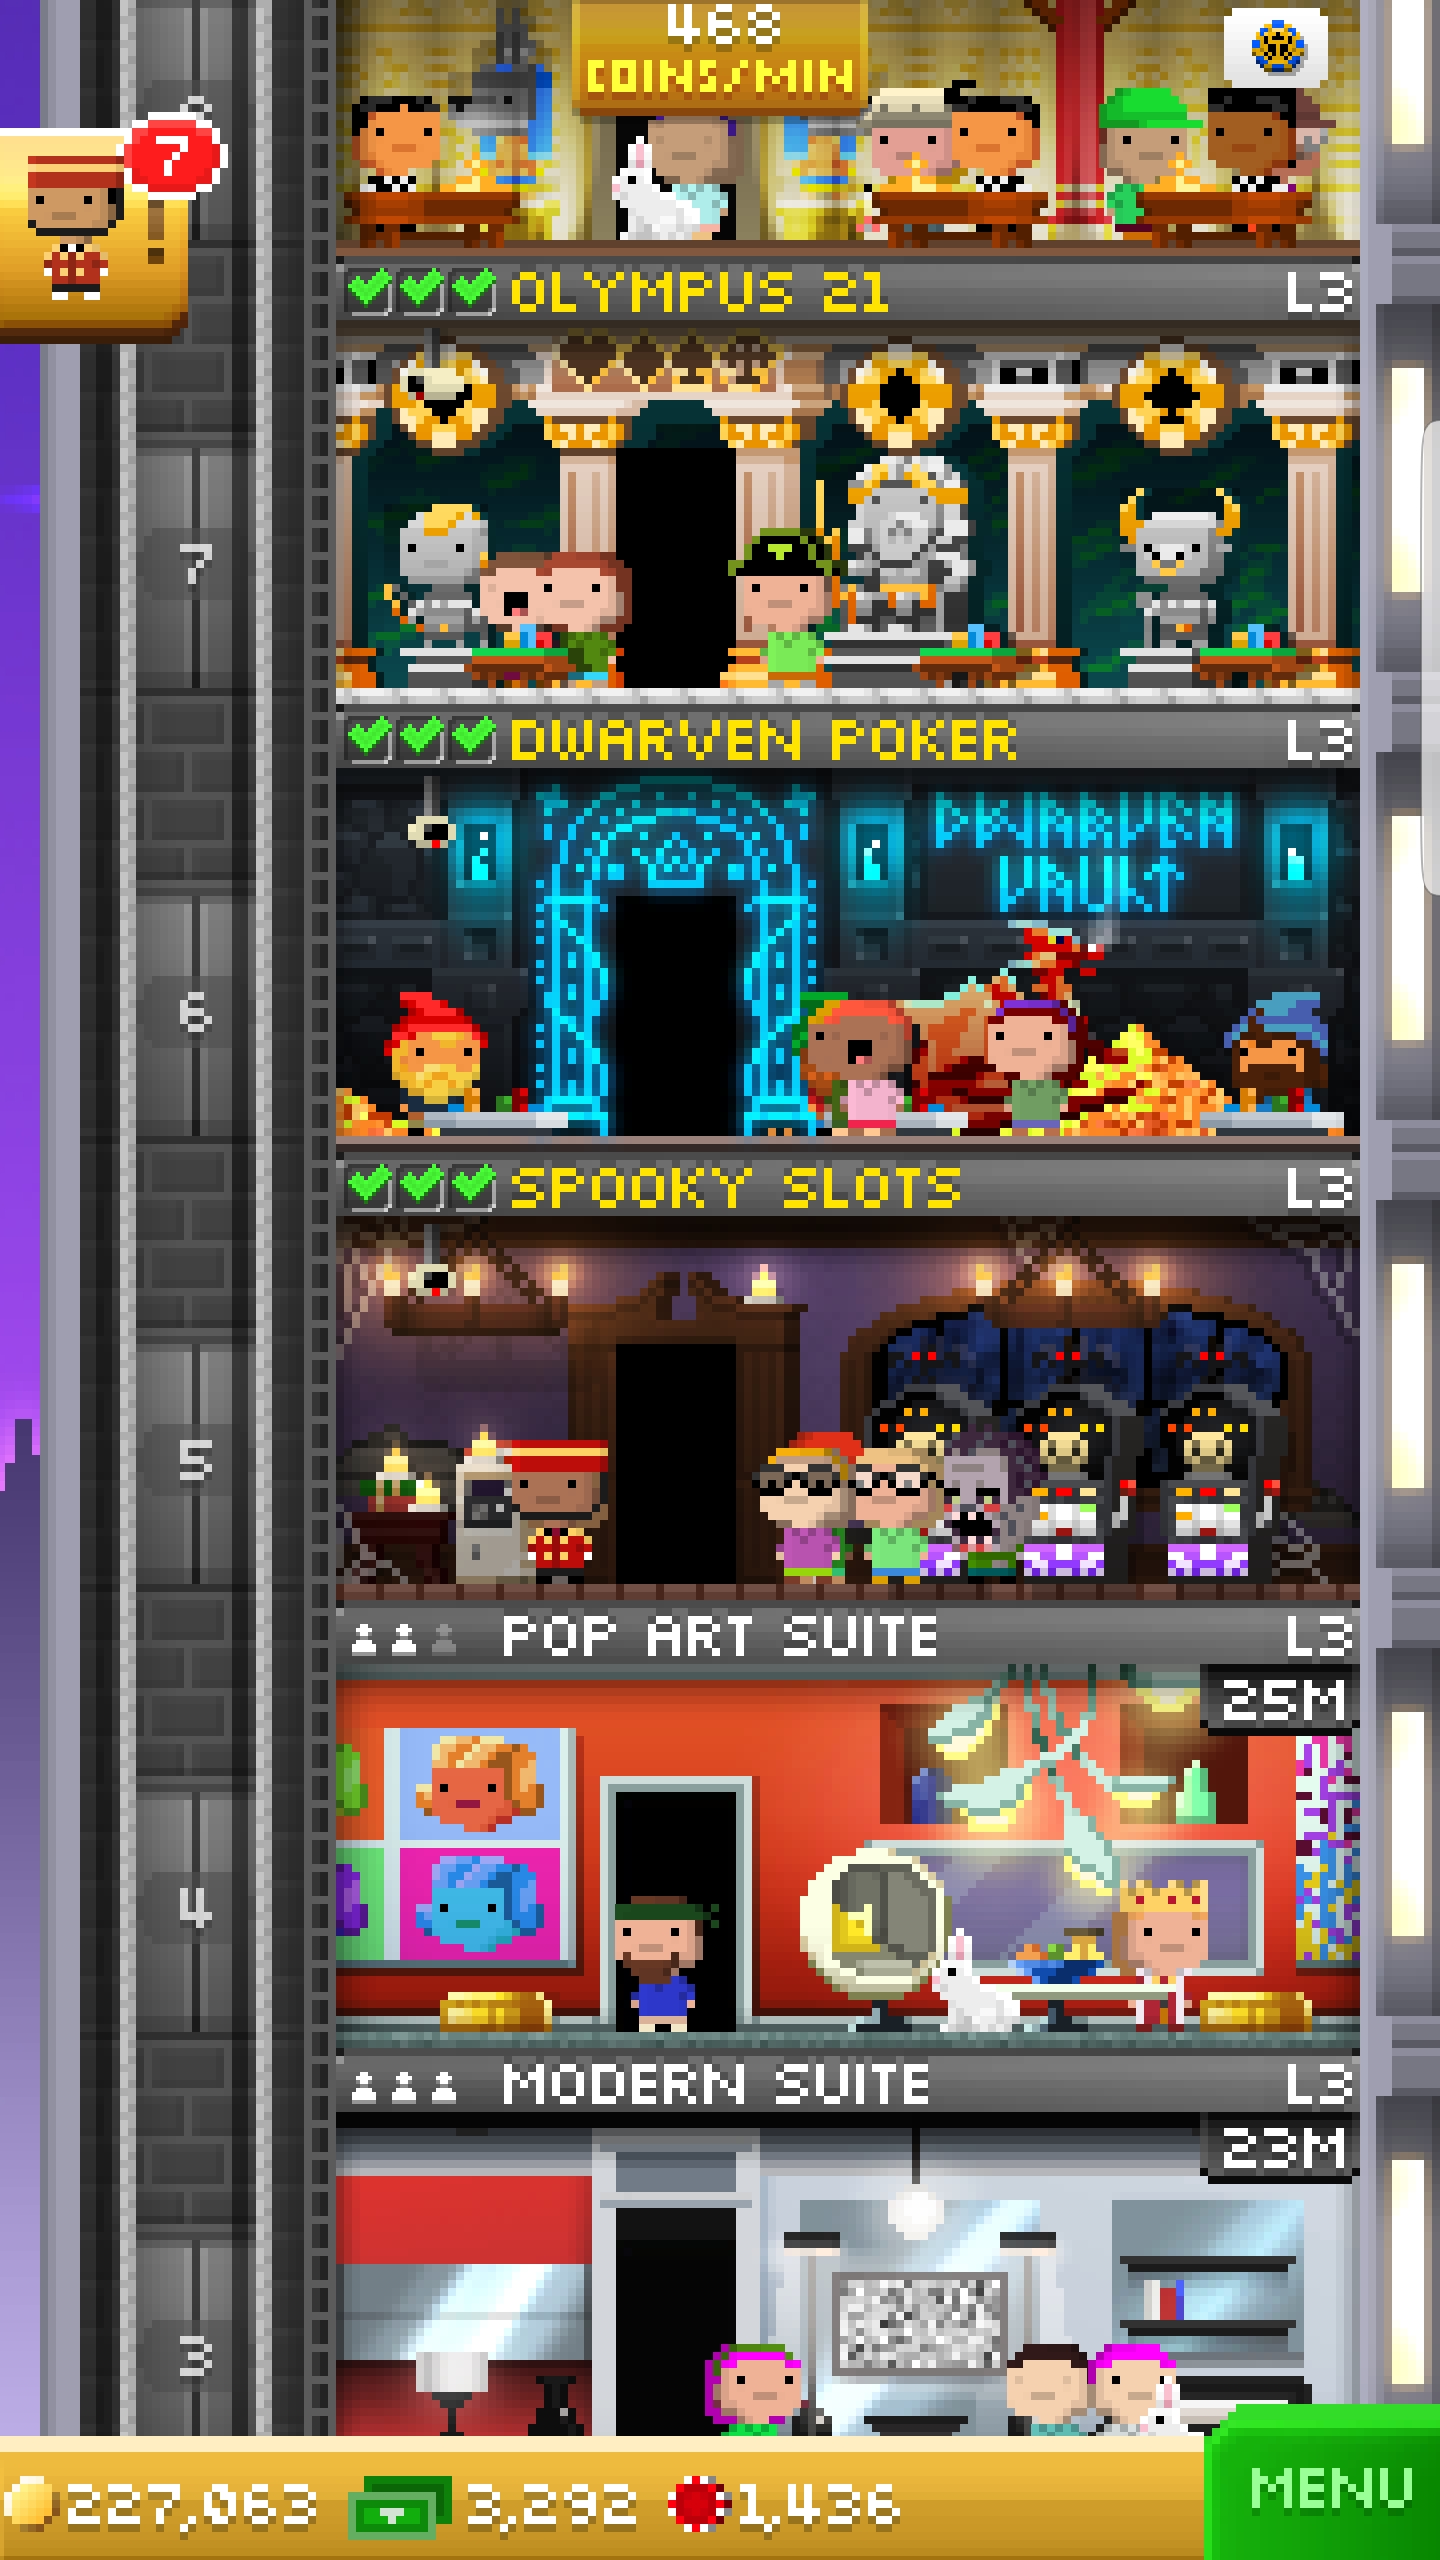 468
COINS/MIN
7
OLYMPUS 21 L3
7
DWARVEN POKER L3
DWARVEN
VAULT
6
SPOOKY SLOTS L3
5
POP ART SUITE L3
25M
4
MODERN SUITE L3
23M
3
227,063 3,292 1,436
MENU